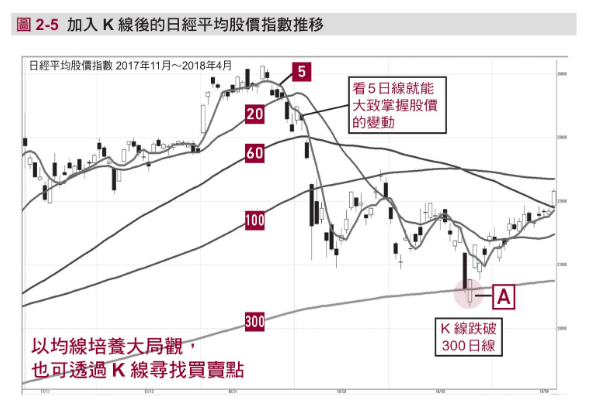 圖 2-5 加入 K 線後的日經平均股價指數推移
日經平均股價指數 2017年11月～2018年4月
5
看5日線就能
大致掌握股價
的變動
20
60
100
300
A
K 線跌破
300日線
以均線培養大局觀，
也可透過 K 線尋找買賣點